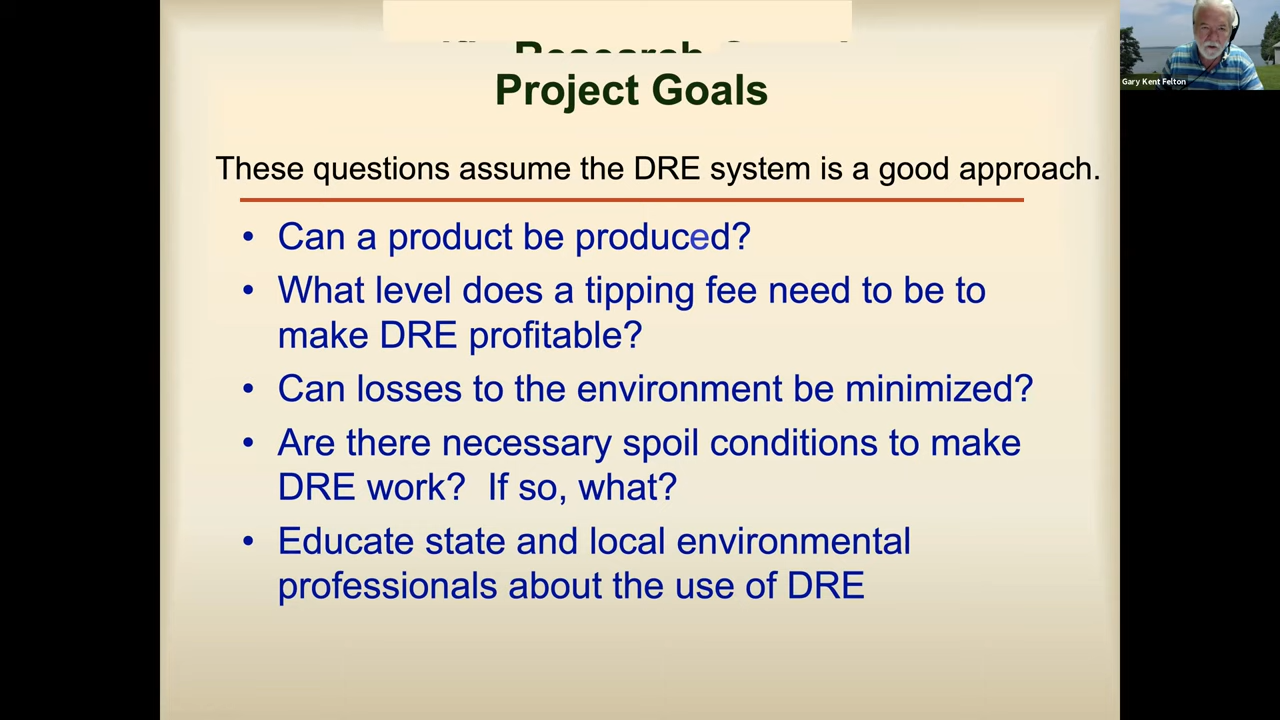 Research
Project Goals
Gary Kent Felton
These questions assume the DRE system is a good approach.
• Can a product be produced?
• What level does a tipping fee need to be to
make DRE profitable?
• Can losses to the environment be minimized?
• Are there necessary spoil conditions to make
DRE work? If so, what?
• Educate state and local environmental
professionals about the use of DRE